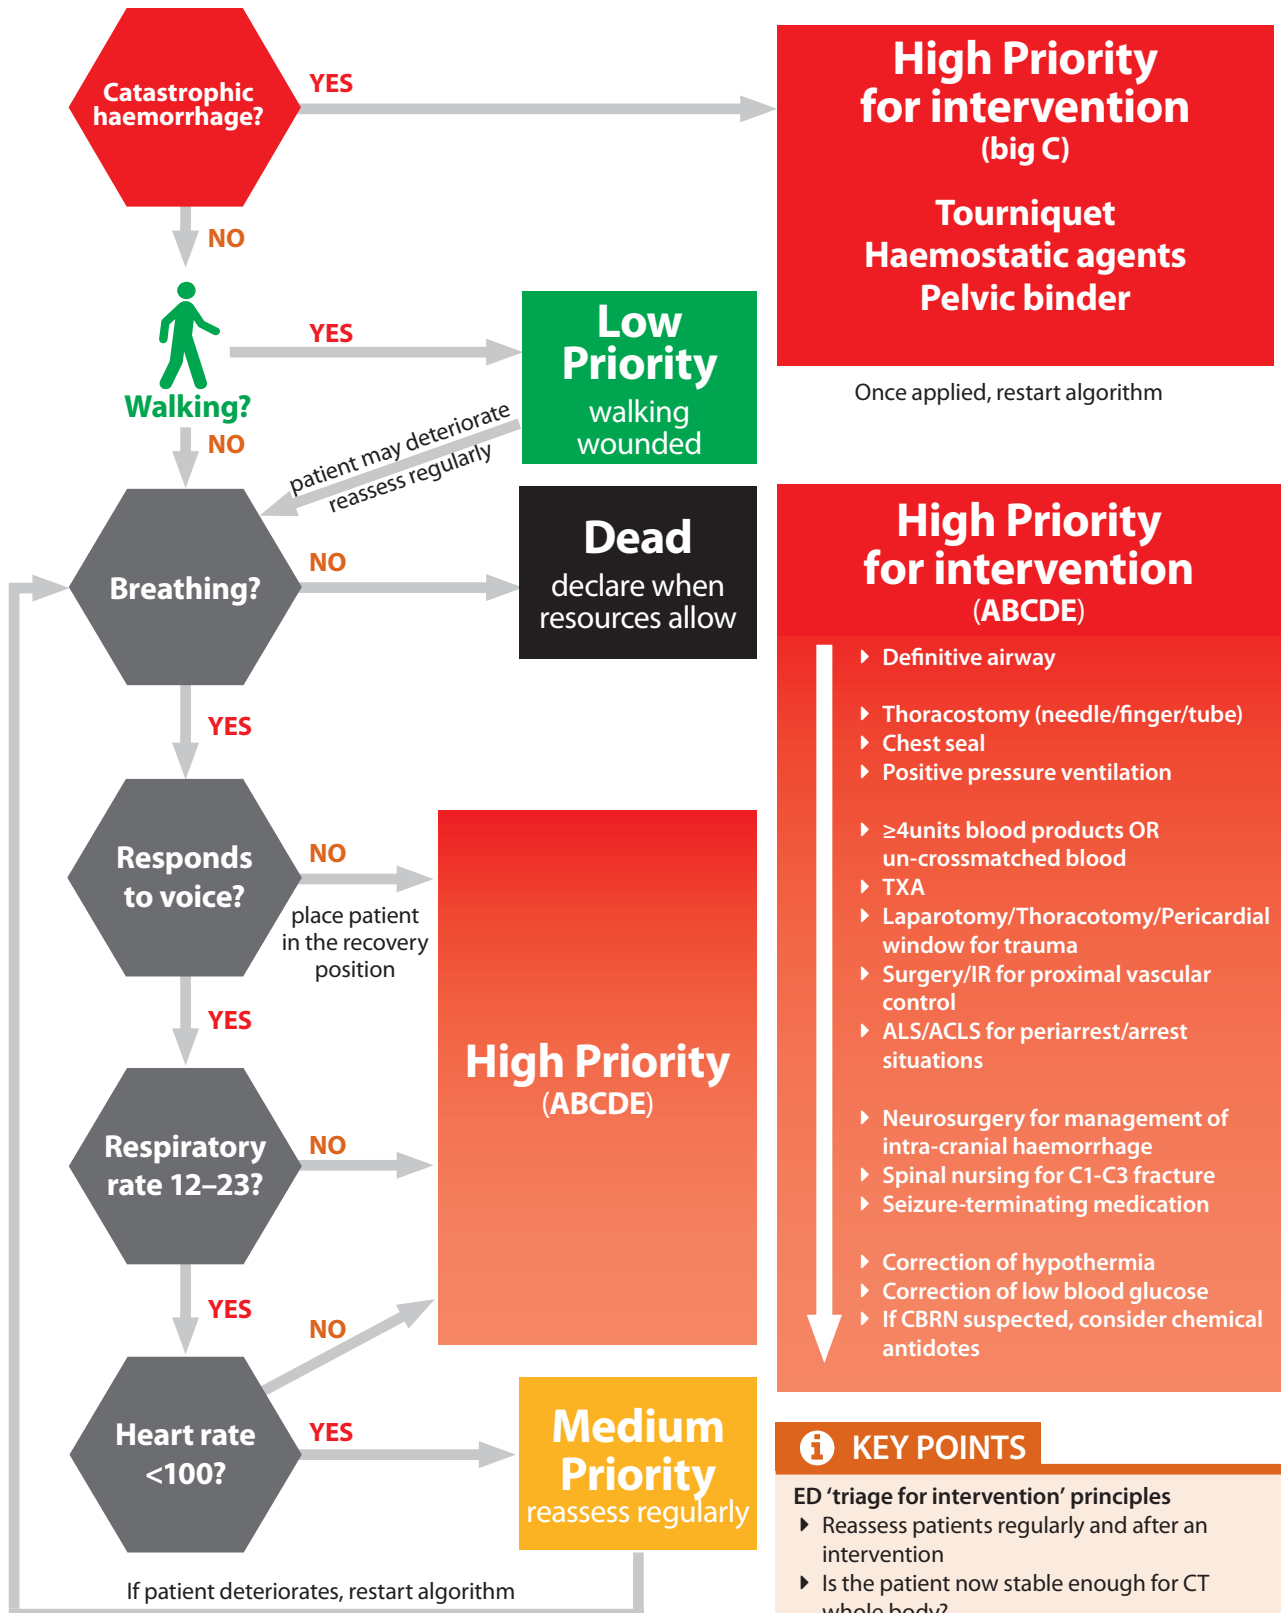 Catastrophic
haemorrhage?
YES
High Priority
for intervention
(big C)
Tourniquet
Haemostatic agents
Pelvic binder
Once applied, restart algorithm
NO
Walking?
YES
Low
Priority
walking
wounded
patient may deteriorate
reassess regularly
NO
Breathing?
NO
Dead
declare when
resources allow
YES
Responds
to voice?
NO
place patient
in the recovery
position
YES
Respiratory
rate 12–23?
NO
High Priority
(ABCDE)
YES
NO
Heart rate
<100?
YES
Medium
Priority
reassess regularly
If patient deteriorates, restart algorithm
High Priority
for intervention
(ABCDE)
Definitive airway
Thoracostomy (needle/finger/tube)
Chest seal
Positive pressure ventilation
≥4units blood products OR
un-crossmatched blood
TXA
Laparotomy/Thoracotomy/Pericardial
window for trauma
Surgery/IR for proximal vascular
control
ALS/ACLS for periarrest/arrest
situations
Neurosurgery for management of
intra-cranial haemorrhage
Spinal nursing for C1-C3 fracture
Seizure-terminating medication
Correction of hypothermia
Correction of low blood glucose
If CBRN suspected, consider chemical
antidotes
i KEY POINTS
ED ‘triage for intervention’ principles
Reassess patients regularly and after an
intervention
Is the patient now stable enough for CT
whole body?